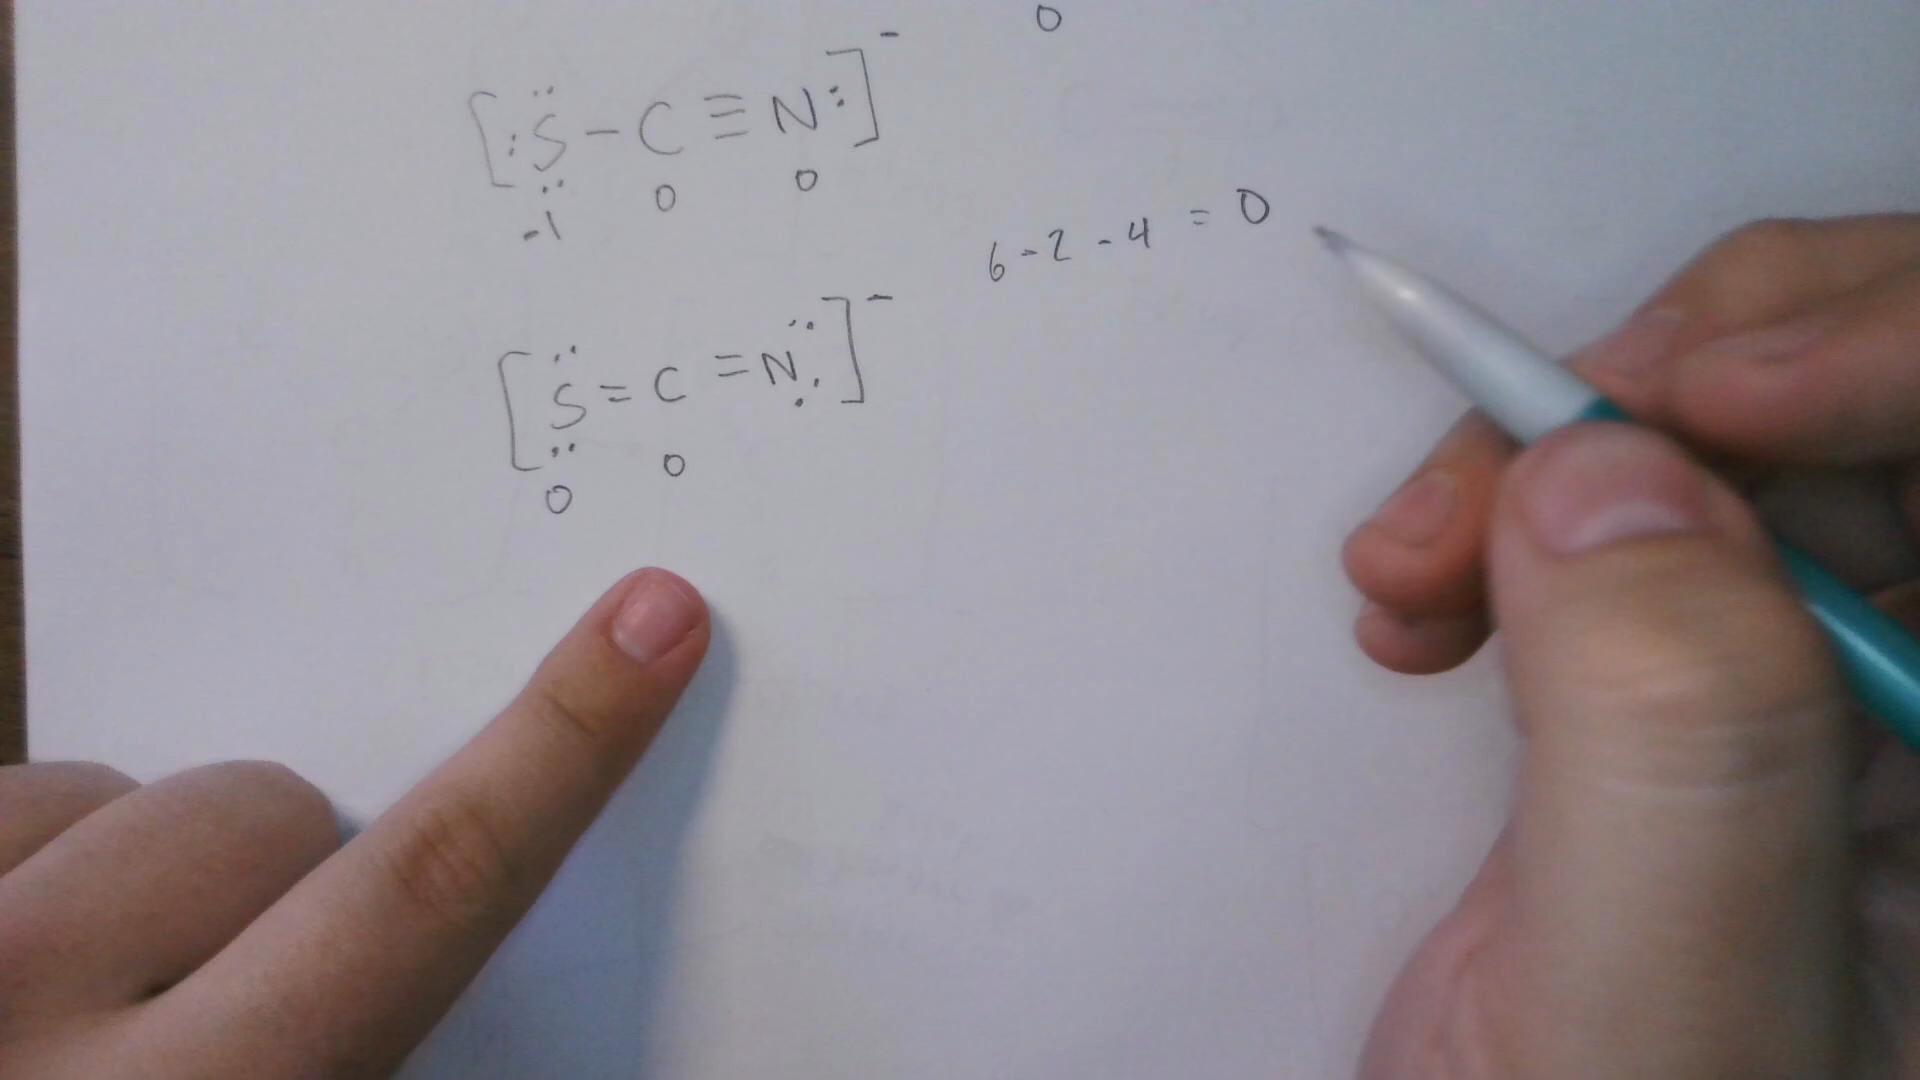 0
[:S̤̈ - C ≡ N:]⁻
-1 0 0
6 - 2 - 4 = 0
[S̤̈ = C = N̤̈]⁻
0 0